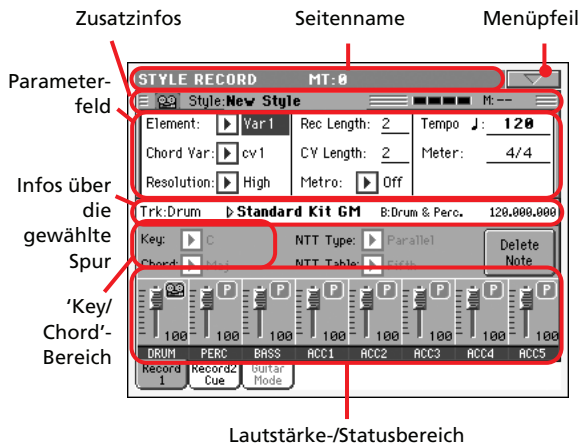 Zusatzinfos Seitenname Menüpfeil
STYLE RECORD MT:0
Style:New Style M:--
Parameter-
feld
Element: Var1 Rec Length: 2 Tempo ♩: 120
Chord Var: cv1 CV Length: 2 Meter: 4/4
Resolution: High Metro: Off
Infos über
die
gewählte
Spur
Trk:Drum Standard Kit GM B:Drum & Perc. 120.000.000
Key: C NTT Type: Parallel Delete
Note
Chord: Maj NTT Table: Fifth
'Key/
Chord'-
Bereich
P P P P P P P
100 100 100 100 100 100 100 100
DRUM PERC BASS ACC1 ACC2 ACC3 ACC4 ACC5
Record
1
Record2
Cue
Guitar
Mode
Lautstärke-/Statusbereich